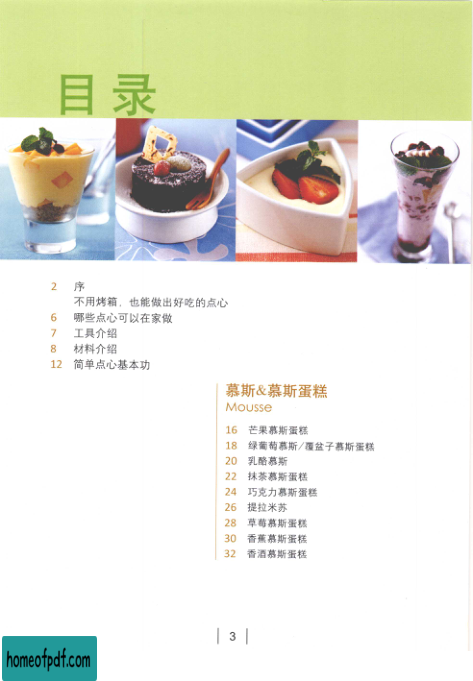 目录
2 序
不用烤箱，也能做出好吃的点心
6 哪些点心可以在家做
7 工具介绍
8 材料介绍
12 简单点心基本功
慕斯&慕斯蛋糕
Mousse
16 芒果慕斯蛋糕
18 绿葡萄慕斯/覆盆子慕斯蛋糕
20 乳酪慕斯
22 抹茶慕斯蛋糕
24 巧克力慕斯蛋糕
26 提拉米苏
28 草莓慕斯蛋糕
30 香蕉慕斯蛋糕
32 香酒慕斯蛋糕
| 3 |
homeofpdf.com